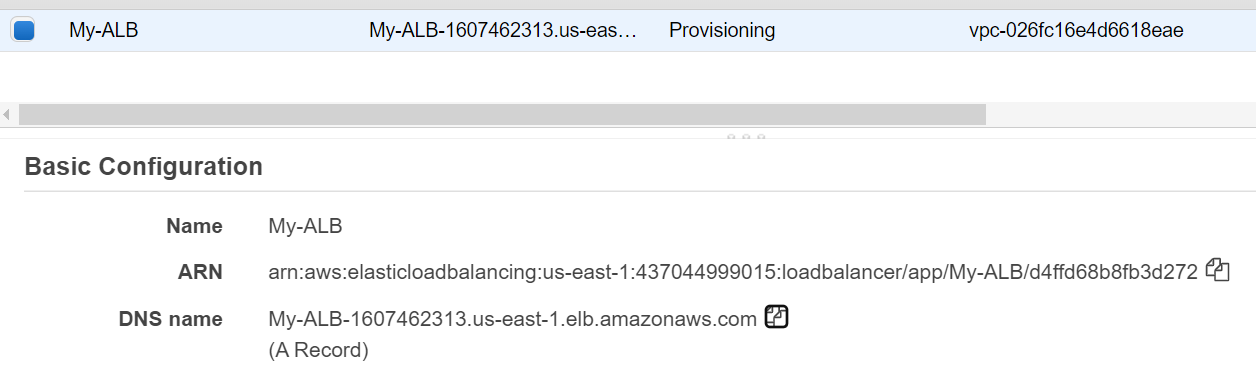 My-ALB My-ALB-1607462313.us-eas... Provisioning vpc-026fc16e4d6618eae
Basic Configuration
Name My-ALB
ARN arn:aws:elasticloadbalancing:us-east-1:437044999015:loadbalancer/app/My-ALB/d4ffd68b8fb3d272
DNS name My-ALB-1607462313.us-east-1.elb.amazonaws.com
(A Record)